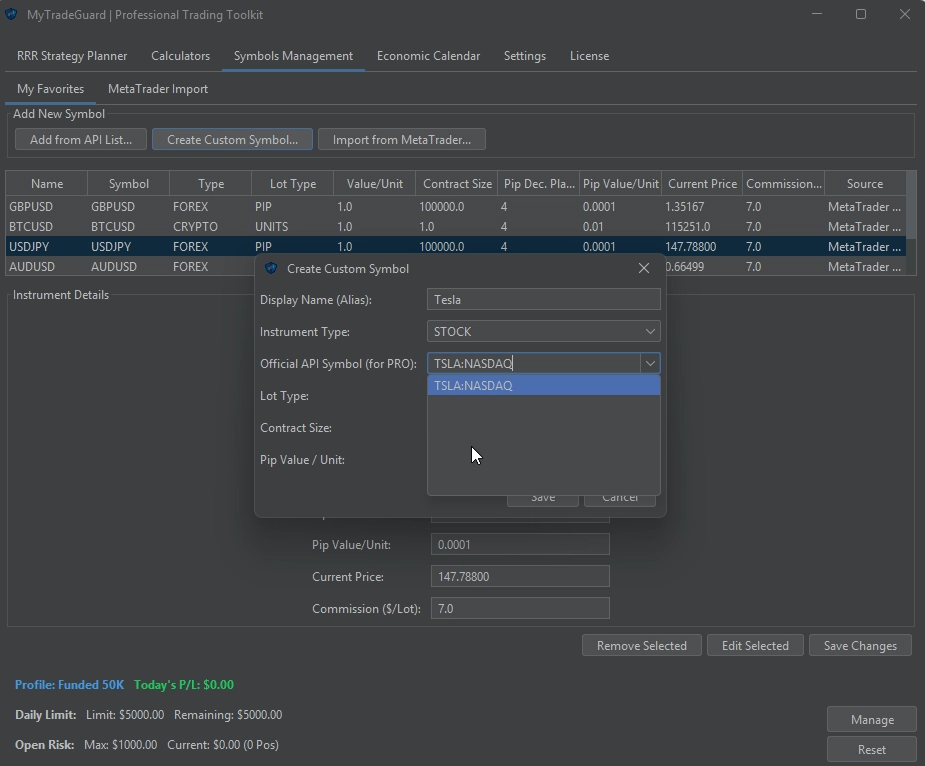 MyTradeGuard | Professional Trading Toolkit
RRR Strategy Planner Calculators Symbols Management Economic Calendar Settings License
My Favorites MetaTrader Import
Add New Symbol
Add from API List... Create Custom Symbol... Import from MetaTrader...
Name Symbol Type Lot Type Value/Unit Contract Size Pip Dec. Pla... Pip Value/Unit Current Price Commission... Source
GBPUSD GBPUSD FOREX PIP 1.0 100000.0 4 0.0001 1.35167 7.0 MetaTrader ...
BTCUSD BTCUSD CRYPTO UNITS 1.0 1.0 4 0.01 115251.0 7.0 MetaTrader ...
USDJPY USDJPY FOREX PIP 1.0 100000.0 4 0.0001 147.78800 7.0 MetaTrader ...
AUDUSD AUDUSD FOREX 0.66499 7.0 MetaTrader ...
Create Custom Symbol
Instrument Details
Display Name (Alias): Tesla
Instrument Type: STOCK
Official API Symbol (for PRO): TSLA:NASDAQ
TSLA:NASDAQ
Lot Type:
Contract Size:
Pip Value / Unit:
Save Cancel
Pip Value/Unit: 0.0001
Current Price: 147.78800
Commission ($/Lot): 7.0
Remove Selected Edit Selected Save Changes
Profile: Funded 50K Today's P/L: $0.00
Daily Limit: Limit: $5000.00 Remaining: $5000.00
Manage
Open Risk: Max: $1000.00 Current: $0.00 (0 Pos)
Reset